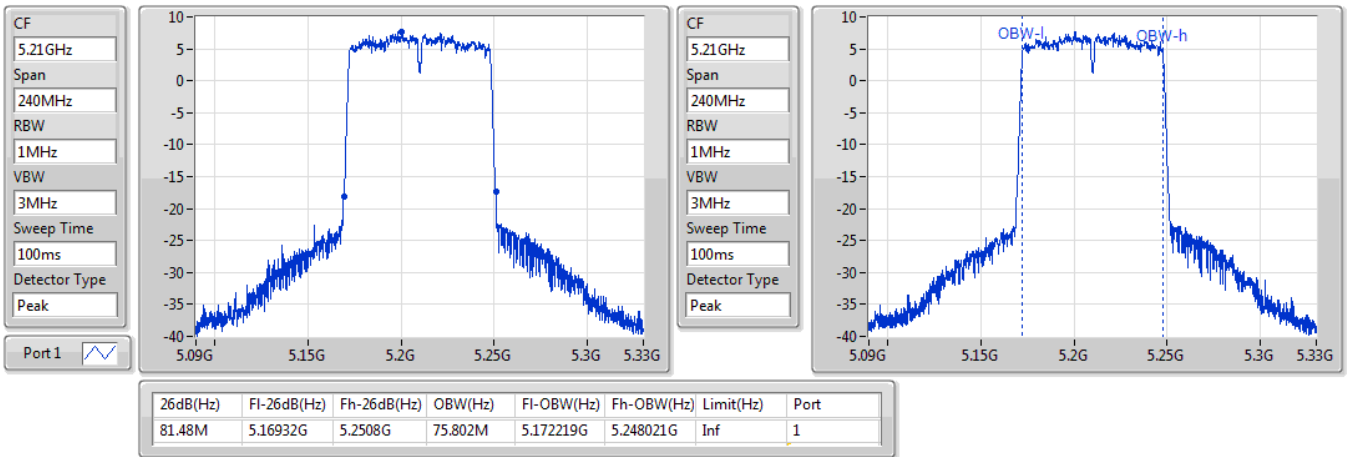 CF
5.21GHz
Span
240MHz
RBW
1MHz
VBW
3MHz
Sweep Time
100ms
Detector Type
Peak
Port 1
10
5
0
-5
-10
-15
-20
-25
-30
-35
-40
5.09G 5.15G 5.2G 5.25G 5.3G 5.33G
CF
5.21GHz
Span
240MHz
RBW
1MHz
VBW
3MHz
Sweep Time
100ms
Detector Type
Peak
10
5
0
-5
-10
-15
-20
-25
-30
-35
-40
OBW-l OBW-h
5.09G 5.15G 5.2G 5.25G 5.3G 5.33G
26dB(Hz) Fl-26dB(Hz) Fh-26dB(Hz) OBW(Hz) Fl-OBW(Hz) Fh-OBW(Hz) Limit(Hz) Port
81.48M 5.16932G 5.2508G 75.802M 5.172219G 5.248021G Inf 1